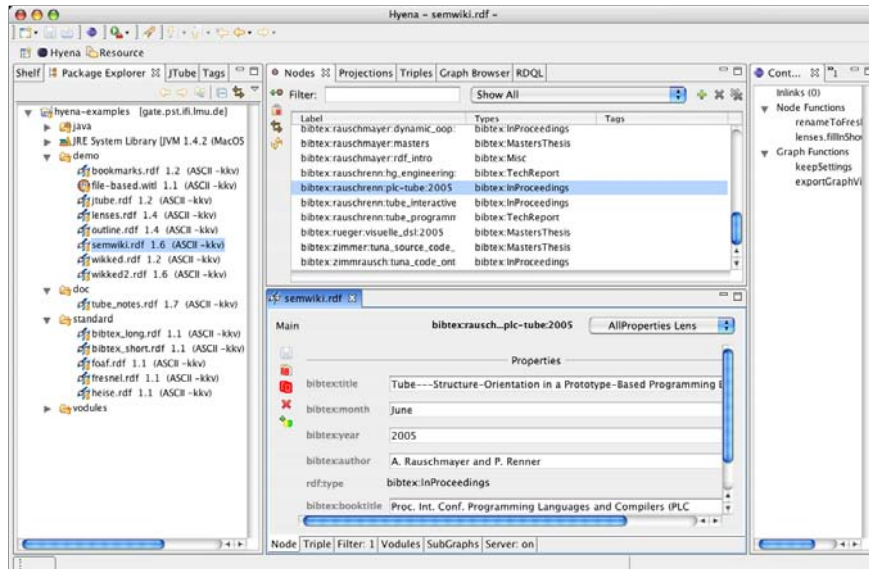 Hyena - semwiki.rdf -
Hyena Resource
Shelf Package Explorer JTube Tags
hyena-examples [gate.pst.ifi.lmu.de]
java
JRE System Library [JVM 1.4.2 (MacOS
demo
bookmarks.rdf 1.2 (ASCII -kkv)
file-based.witl 1.1 (ASCII -kkv)
jtube.rdf 1.2 (ASCII -kkv)
lenses.rdf 1.4 (ASCII -kkv)
outline.rdf 1.4 (ASCII -kkv)
semwiki.rdf 1.6 (ASCII -kkv)
wikked.rdf 1.2 (ASCII -kkv)
wikked2.rdf 1.6 (ASCII -kkv)
doc
tube_notes.rdf 1.7 (ASCII -kkv)
standard
bibtex_long.rdf 1.1 (ASCII -kkv)
bibtex_short.rdf 1.1 (ASCII -kkv)
foaf.rdf 1.1 (ASCII -kkv)
fresnel.rdf 1.1 (ASCII -kkv)
heise.rdf 1.1 (ASCII -kkv)
vodules
Nodes Projections Triples Graph Browser RDQL
Filter: Show All
Label Types Tags
bibtex:rauschmayer:dynamic_oop: bibtex:InProceedings
bibtex:rauschmayer:masters bibtex:MastersThesis
bibtex:rauschmayer:rdf_intro bibtex:Misc
bibtex:rauschrenn:hg_engineering: bibtex:TechReport
bibtex:rauschrenn:plc-tube:2005 bibtex:InProceedings
bibtex:rauschrenn:tube_interactive bibtex:InProceedings
bibtex:rauschrenn:tube_programm bibtex:TechReport
bibtex:rueger:visuelle_dsl:2005 bibtex:MastersThesis
bibtex:zimmer:tuna_source_code_ bibtex:MastersThesis
bibtex:zimmrausch:tuna_code_ont bibtex:InProceedings
semwiki.rdf
Main bibtex:rausch...plc-tube:2005 AllProperties Lens
Properties
bibtex:title Tube---Structure-Orientation in a Prototype-Based Programming E
bibtex:month June
bibtex:year 2005
bibtex:author A. Rauschmayer and P. Renner
rdf:type bibtex:InProceedings
bibtex:booktitle Proc. Int. Conf. Programming Languages and Compilers (PLC
Node Triple Filter: 1 Vodules SubGraphs Server: on
Cont... "1
Inlinks (0)
Node Functions
renameToFresl
lenses.fillInShow
Graph Functions
keepSettings
exportGraphVi